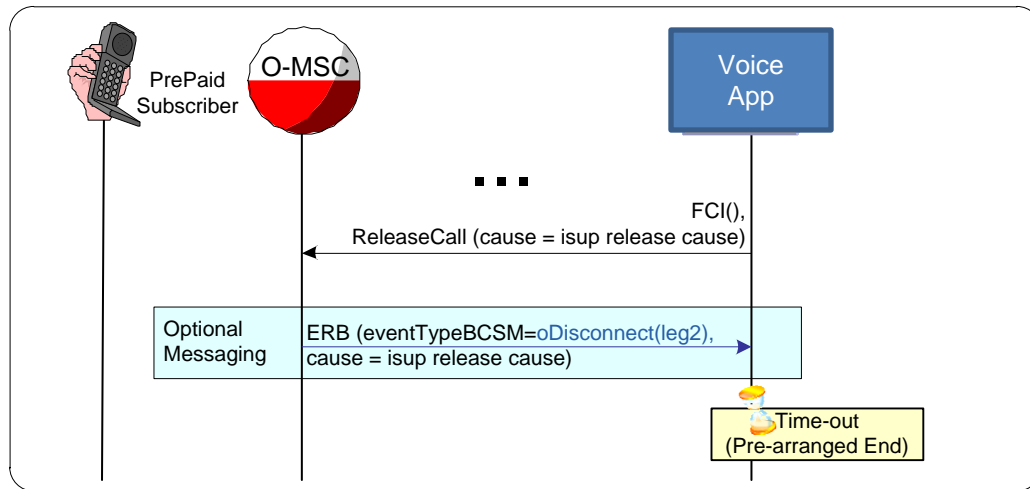 PrePaid
Subscriber
O-MSC
Voice
App
...
FCI(),
ReleaseCall (cause = isup release cause)
Optional
Messaging
ERB (eventTypeBCSM=oDisconnect(leg2),
cause = isup release cause)
Time-out
(Pre-arranged End)